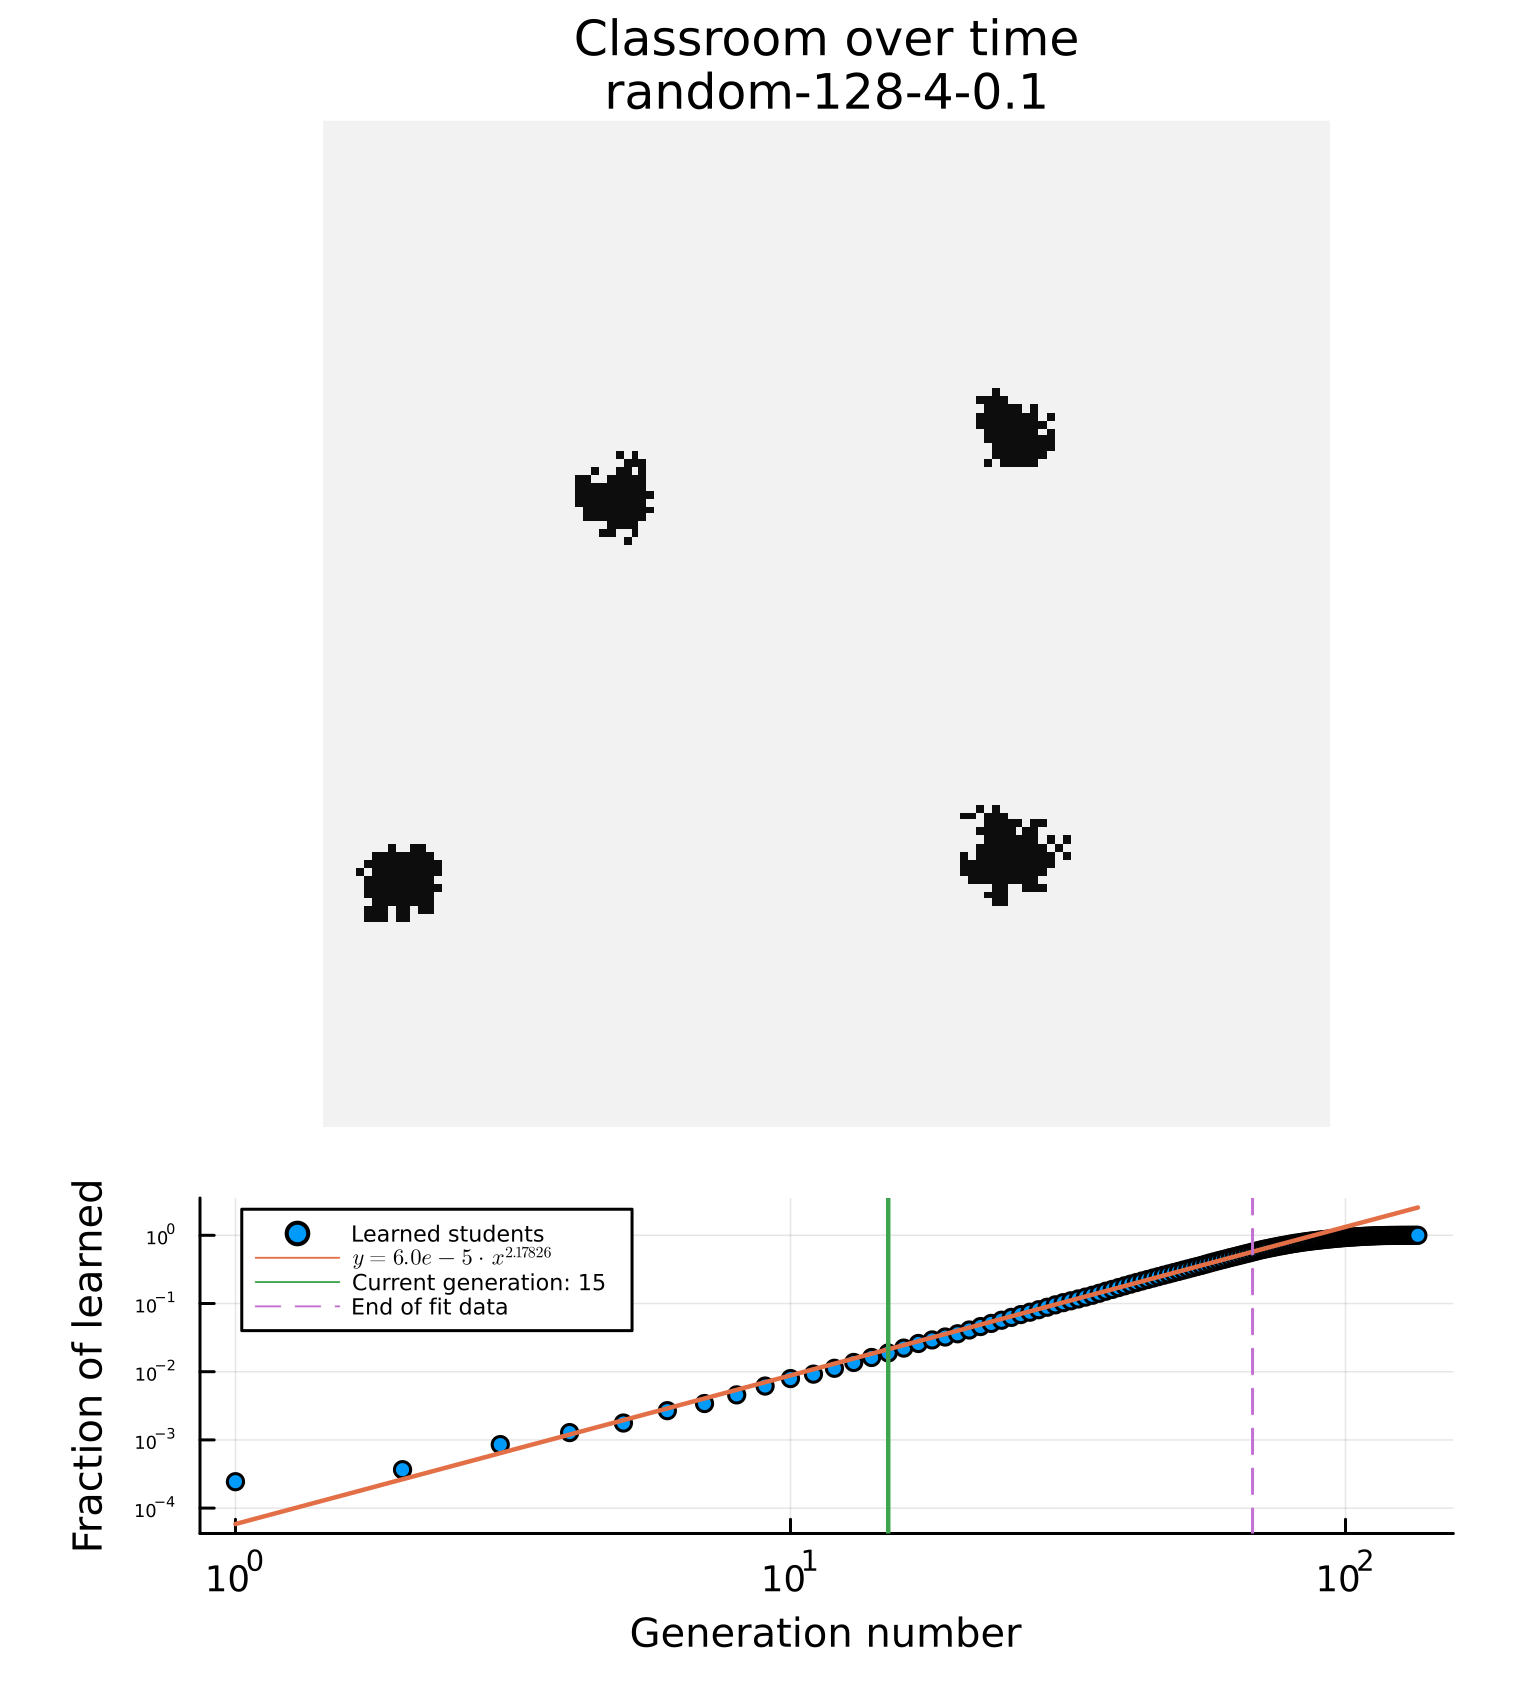 Classroom over time
random-128-4-0.1
Fraction of learned
10^0
10^-1
10^-2
10^-3
10^-4
Learned students
y = 6.0e − 5 · x^2.17826
Current generation: 15
End of fit data
10^0
10^1
10^2
Generation number